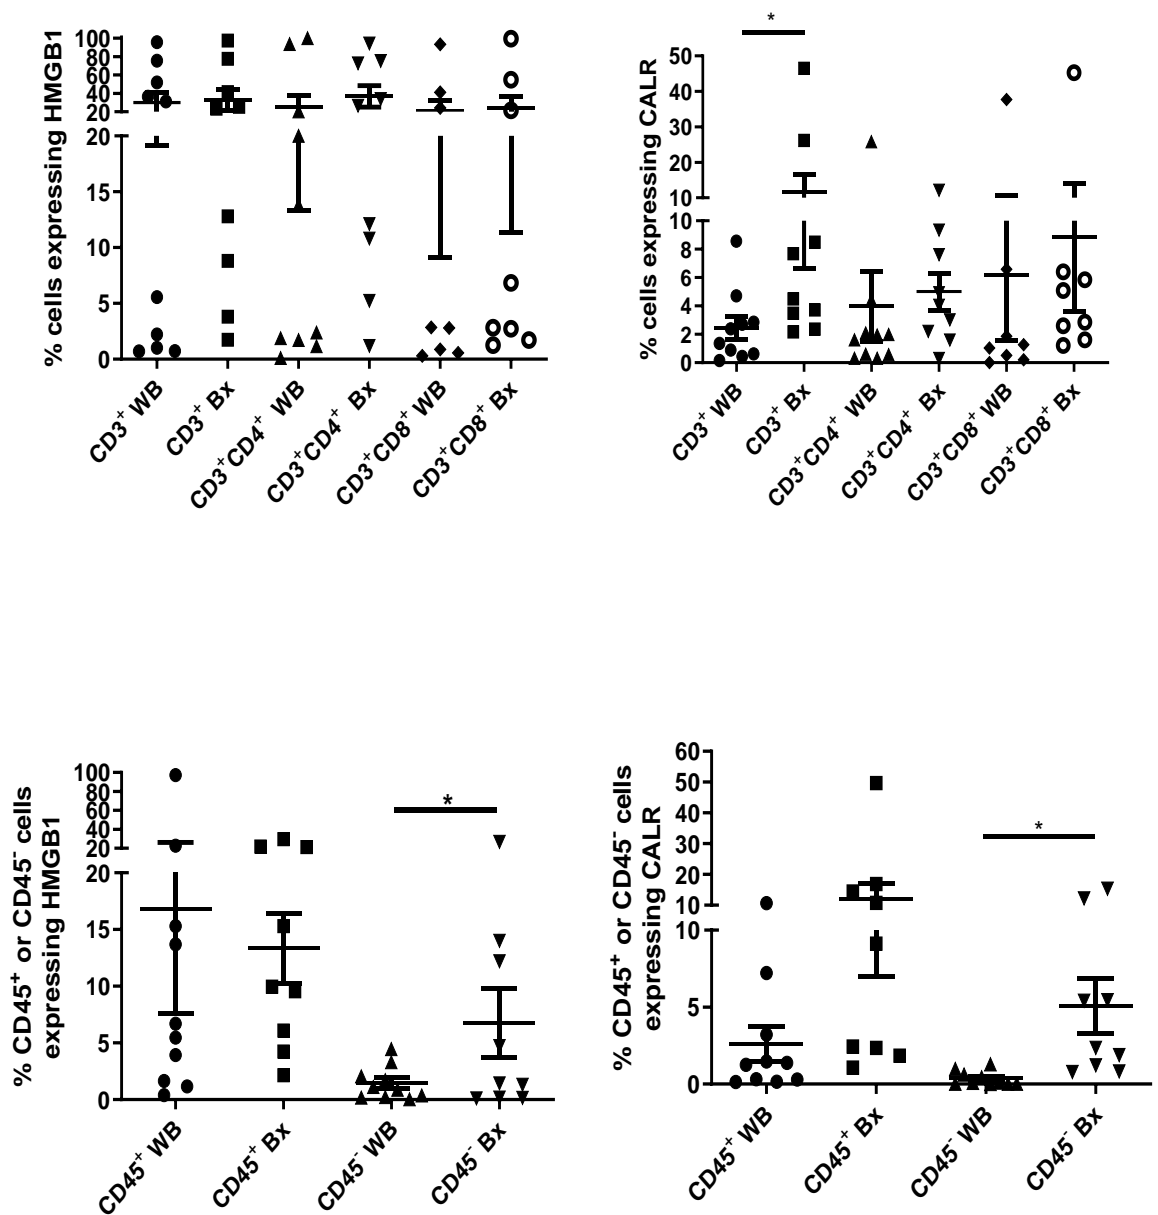 % cells expressing HMGB1
100
80
60
40
20
20
15
10
5
0
CD3⁺ WB
CD3⁺ Bx
CD3⁺CD4⁺ WB
CD3⁺CD4⁺ Bx
CD3⁺CD8⁺ WB
CD3⁺CD8⁺ Bx
*
% cells expressing CALR
50
40
30
20
10
10
8
6
4
2
0
CD3⁺ WB
CD3⁺ Bx
CD3⁺CD4⁺ WB
CD3⁺CD4⁺ Bx
CD3⁺CD8⁺ WB
CD3⁺CD8⁺ Bx
% CD45⁺ or CD45⁻ cells
expressing HMGB1
100
80
60
40
20
20
15
10
5
0
*
CD45⁺ WB
CD45⁺ Bx
CD45⁻ WB
CD45⁻ Bx
% CD45⁺ or CD45⁻ cells
expressing CALR
60
50
40
30
20
10
10
5
0
*
CD45⁺ WB
CD45⁺ Bx
CD45⁻ WB
CD45⁻ Bx